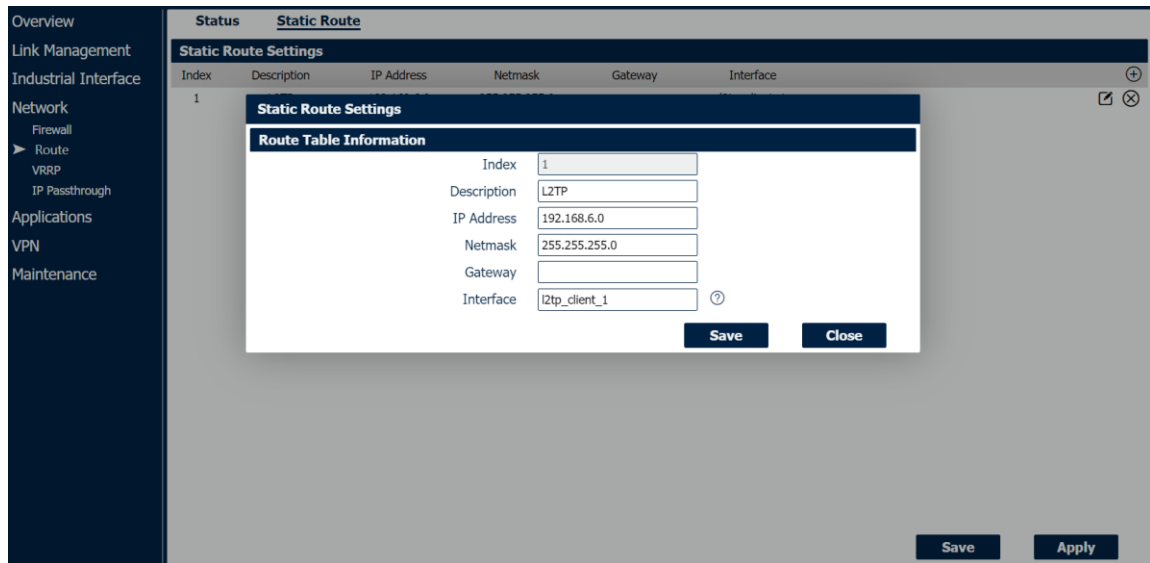 Overview
Link Management
Industrial Interface
Network
Firewall
Route
VRRP
IP Passthrough
Applications
VPN
Maintenance
Status Static Route
Static Route Settings
Index Description IP Address Netmask Gateway Interface
1
Static Route Settings
Route Table Information
Index 1
Description L2TP
IP Address 192.168.6.0
Netmask 255.255.255.0
Gateway
Interface l2tp_client_1
Save Close
Save Apply